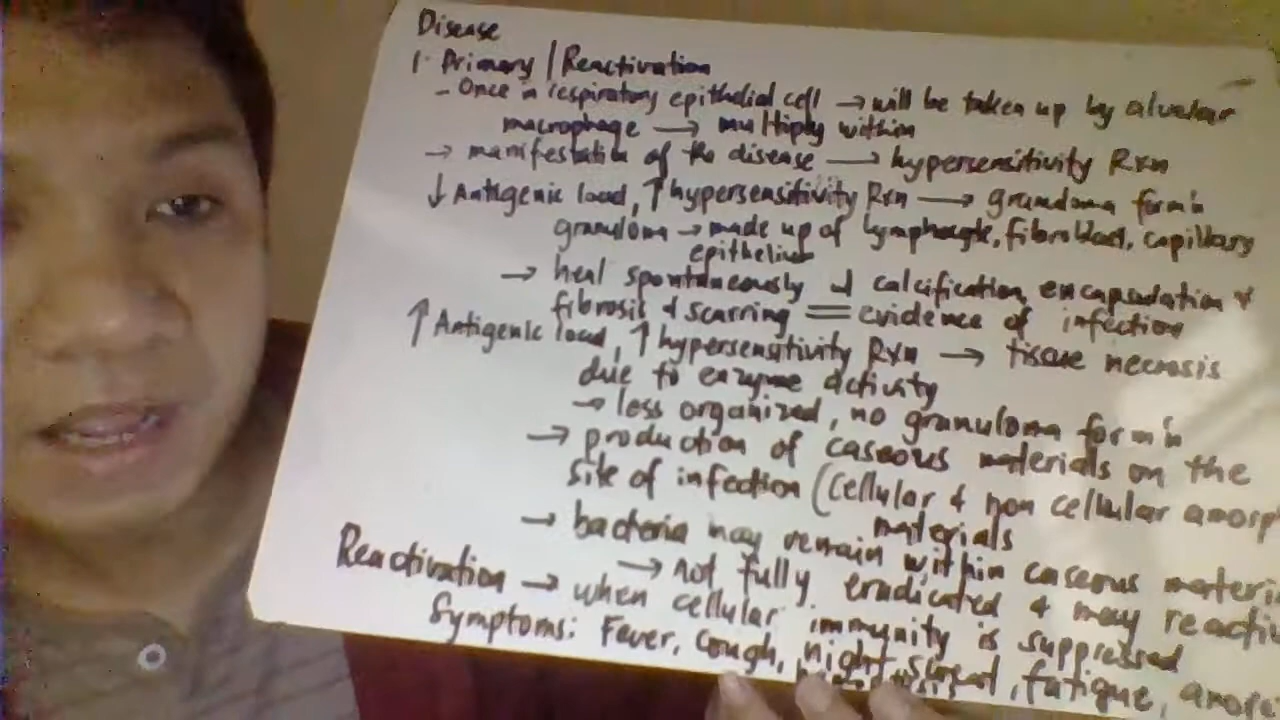 Disease
1. Primary / Reactivation
- Once in respiratory epithelial cell → will be taken up by alveolar
macrophage → multiply within
→ manifestation of the disease → hypersensitivity Rxn
↓ Antigenic load, ↑ hypersensitivity Rxn → granuloma form'n
granuloma → made up of lymphocyte, fibroblast, capillary
epithelium
→ heal spontaneously calcification, encapsulation &
fibrosis & scarring = evidence of infection
↑ Antigenic load, ↑ hypersensitivity Rxn → tissue necrosis
due to enzyme activity
→ less organized, no granuloma form'n
→ production of caseous materials on the
site of infection (cellular & non cellular amorp
materials
→ bacteria may remain within caseous materi
→ not fully eradicated & may reactiv
Reactivation → when cellular immunity is suppressed
Symptoms: Fever, cough, night sweat, fatigue, anore